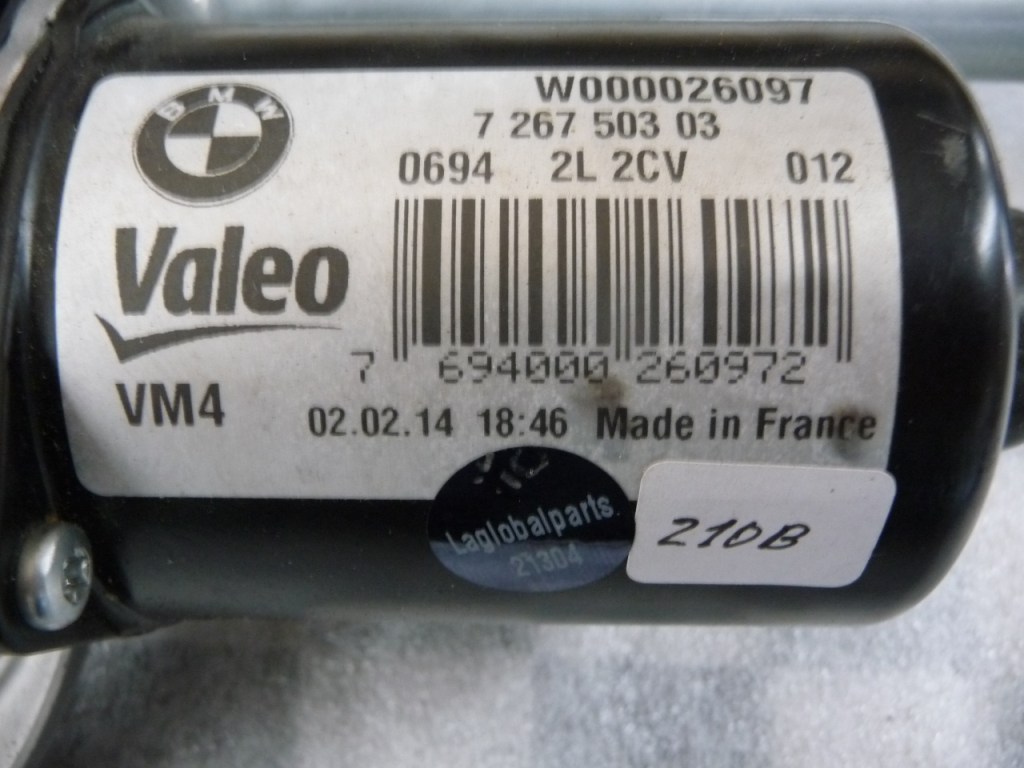 BMW
W000026097
7 267 503 03
0694 2L 2CV 012
Valeo
7 694000 260972
VM4
02.02.14 18:46 Made in France
Laglobalparts
21304
210B